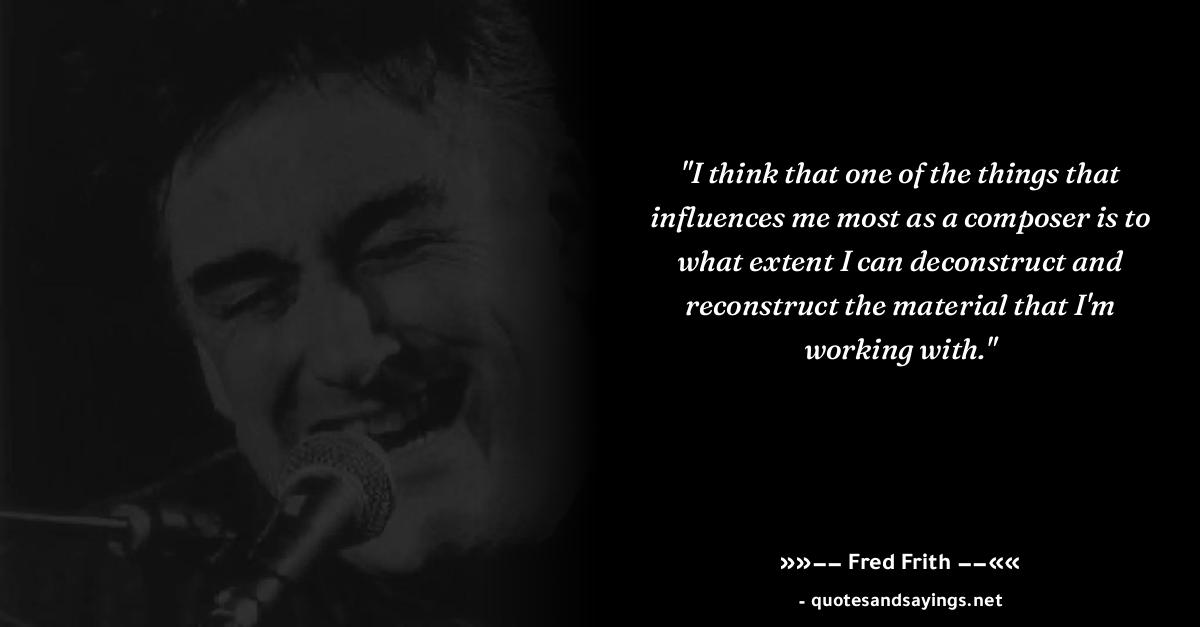 "I think that one of the things that
influences me most as a composer is to
what extent I can deconstruct and
reconstruct the material that I'm
working with."
»»–– Fred Frith ––««
- quotesandsayings.net